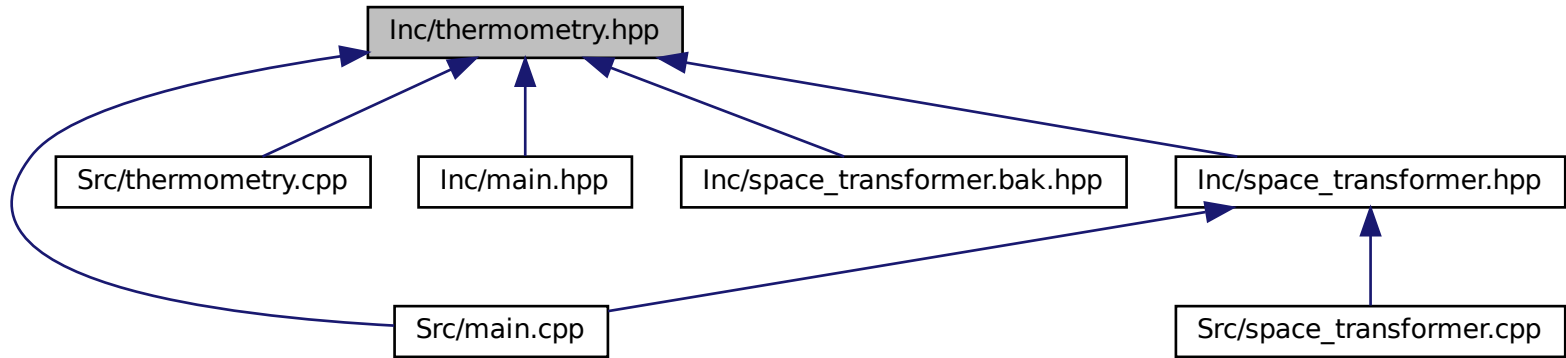 Inc/thermometry.hpp
Src/thermometry.cpp
Inc/main.hpp
Inc/space_transformer.bak.hpp
Inc/space_transformer.hpp
Src/main.cpp
Src/space_transformer.cpp